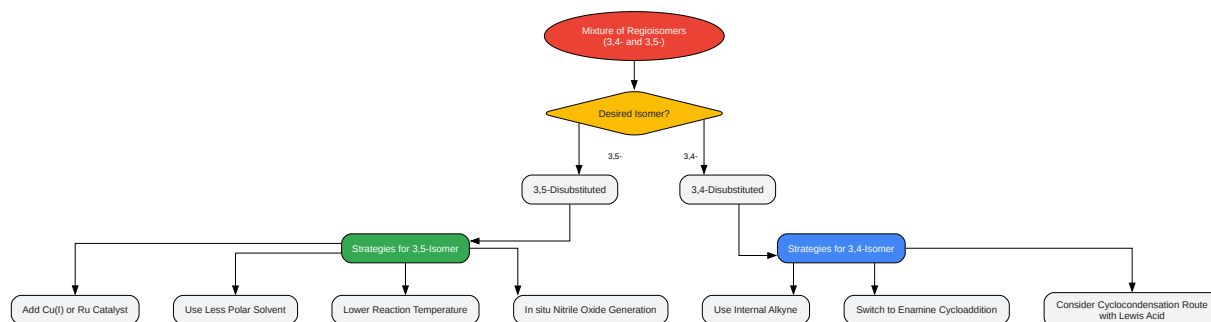 Mixture of Regioisomers
(3,4- and 3,5-)
Desired Isomer?
3,5-
3,4-
3,5-Disubstituted
3,4-Disubstituted
Strategies for 3,5-Isomer
Strategies for 3,4-Isomer
Add Cu(I) or Ru Catalyst
Use Less Polar Solvent
Lower Reaction Temperature
In situ Nitrile Oxide Generation
Use Internal Alkyne
Switch to Enamine Cycloaddition
Consider Cyclocondensation Route
with Lewis Acid